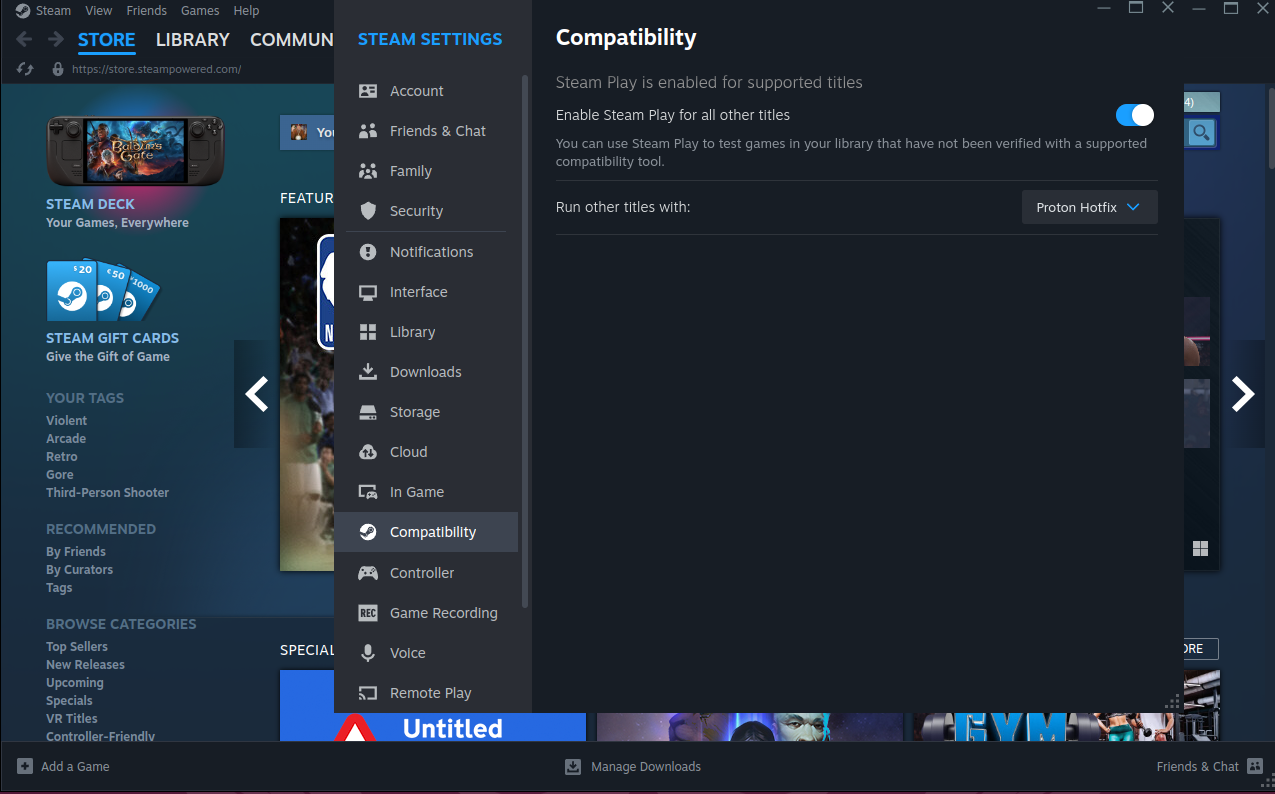 Steam View Friends Games Help
STORE LIBRARY COMMUN
https://store.steampowered.com/
Baldur's
Gate
STEAM DECK
Your Games, Everywhere
$20
€50
¥1000
STEAM GIFT CARDS
Give the Gift of Game
YOUR TAGS
Violent
Arcade
Retro
Gore
Third-Person Shooter
RECOMMENDED
By Friends
By Curators
Tags
BROWSE CATEGORIES
Top Sellers
New Releases
Upcoming
Specials
VR Titles
Controller-Friendly
You
FEATUR
N
SPECIAL
Untitled
STEAM SETTINGS
Account
Friends & Chat
Family
Security
Notifications
Interface
Library
Downloads
Storage
Cloud
In Game
Compatibility
Controller
REC Game Recording
Voice
Remote Play
Compatibility
Steam Play is enabled for supported titles
Enable Steam Play for all other titles
You can use Steam Play to test games in your library that have not been verified with a supported
compatibility tool.
Run other titles with: Proton Hotfix
4)
ORE
GYM
Add a Game
Manage Downloads
Friends & Chat